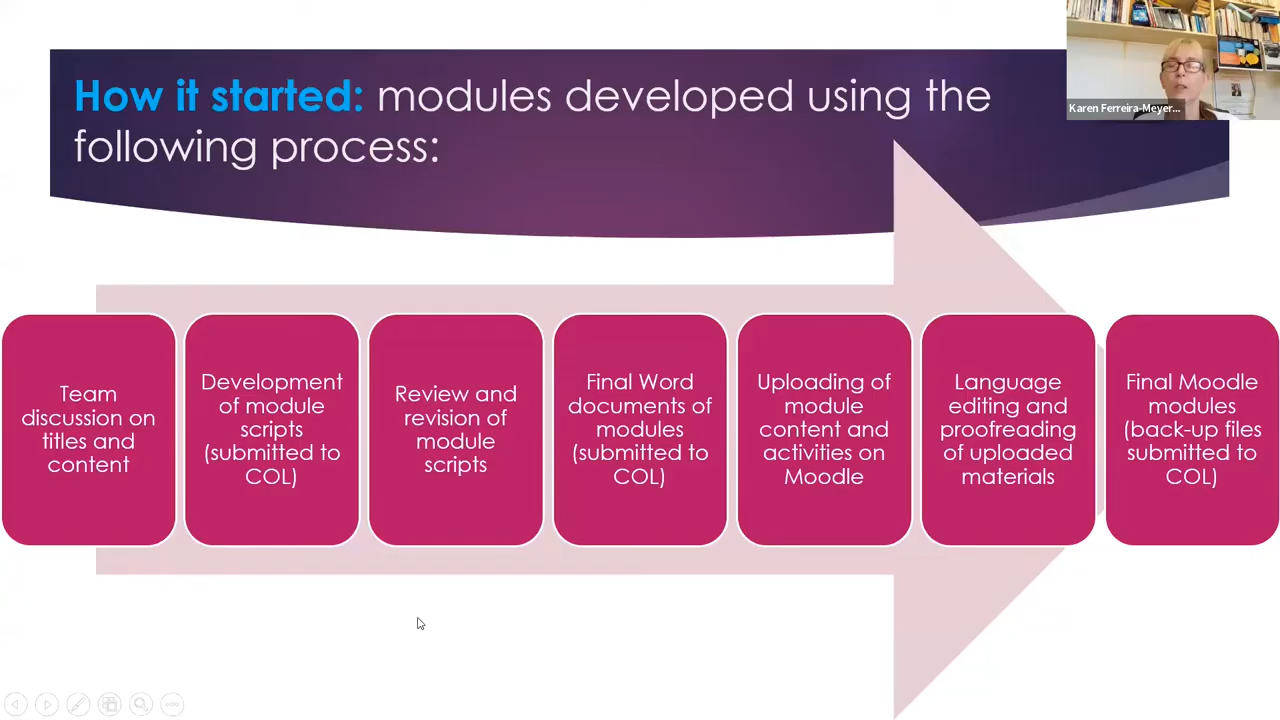 How it started: modules developed using the
following process:
Karen Ferreira-Meyer...
Team
discussion on
titles and
content
Development
of module
scripts
(submitted to
COL)
Review and
revision of
module
scripts
Final Word
documents of
modules
(submitted to
COL)
Uploading of
module
content and
activities on
Moodle
Language
editing and
proofreading
of uploaded
materials
Final Moodle
modules
(back-up files
submitted to
COL)